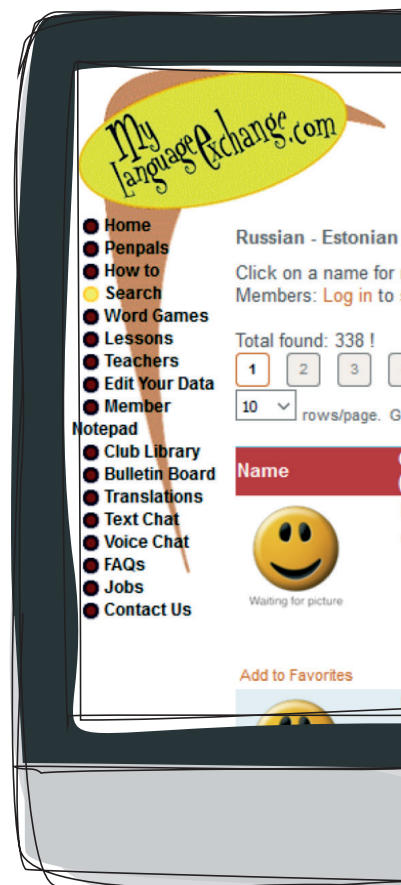 My
Language Exchange.com
Home
Penpals
How to
Search
Word Games
Lessons
Teachers
Edit Your Data
Member
Notepad
Club Library
Bulletin Board
Translations
Text Chat
Voice Chat
FAQs
Jobs
Contact Us
Russian - Estonian
Click on a name for
Members: Log in to
Total found: 338 !
1 2 3
10 rows/page. G
Name
Waiting for picture
Add to Favorites